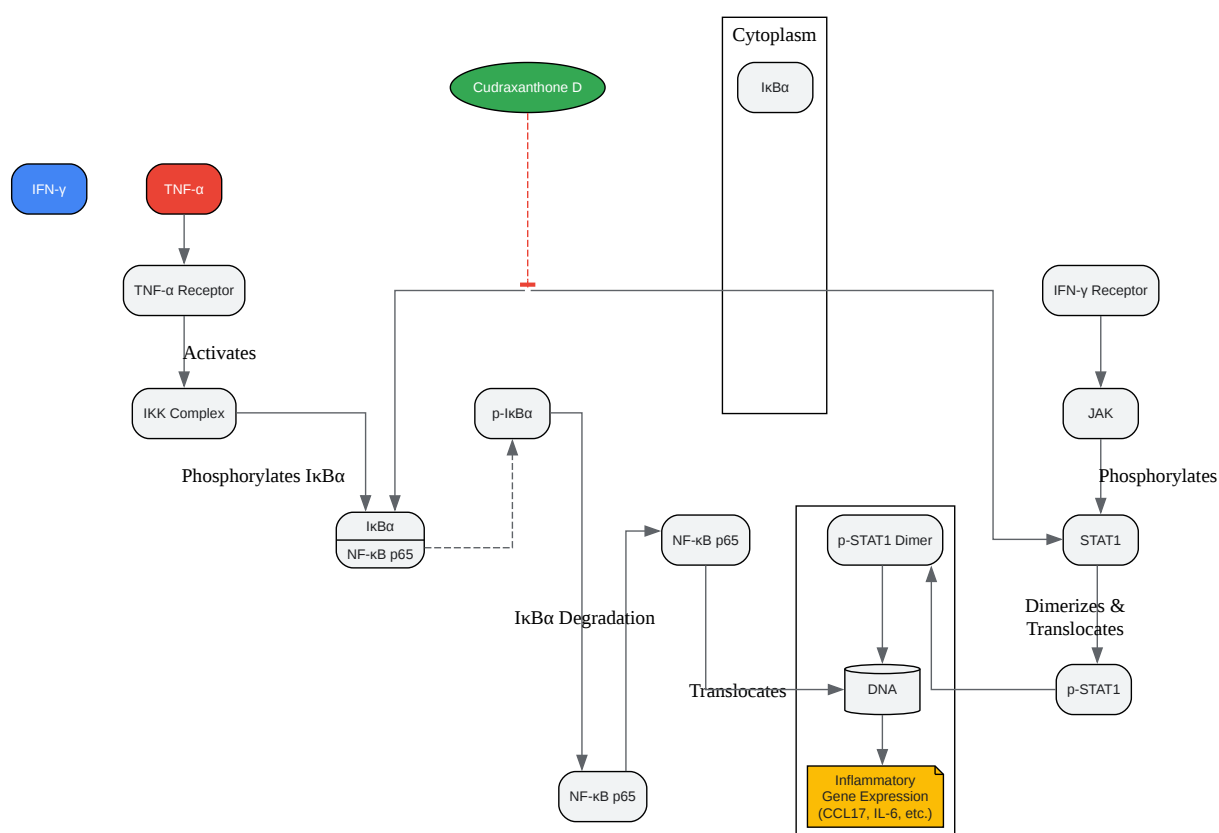 Cytoplasm
IκBα
Cudraxanthone D
IFN-γ
TNF-α
TNF-α Receptor
IFN-γ Receptor
Activates
IKK Complex
p-IκBα
JAK
Phosphorylates IκBα
Phosphorylates
IκBα
NF-κB p65
NF-κB p65
p-STAT1 Dimer
STAT1
IκBα Degradation
Dimerizes &
Translocates
Translocates
DNA
p-STAT1
NF-κB p65
Inflammatory
Gene Expression
(CCL17, IL-6, etc.)